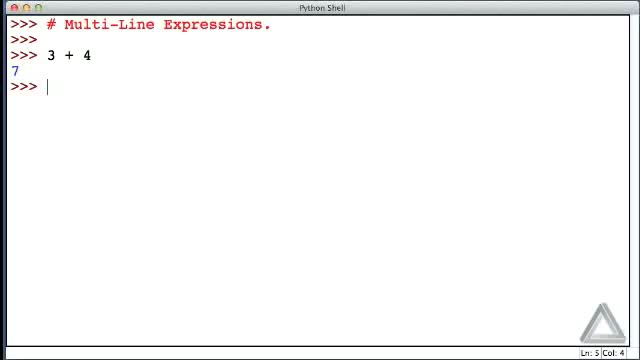 Python Shell
>>> # Multi-Line Expressions.
>>>
>>> 3 + 4
7
>>>
Ln: 5 Col: 4